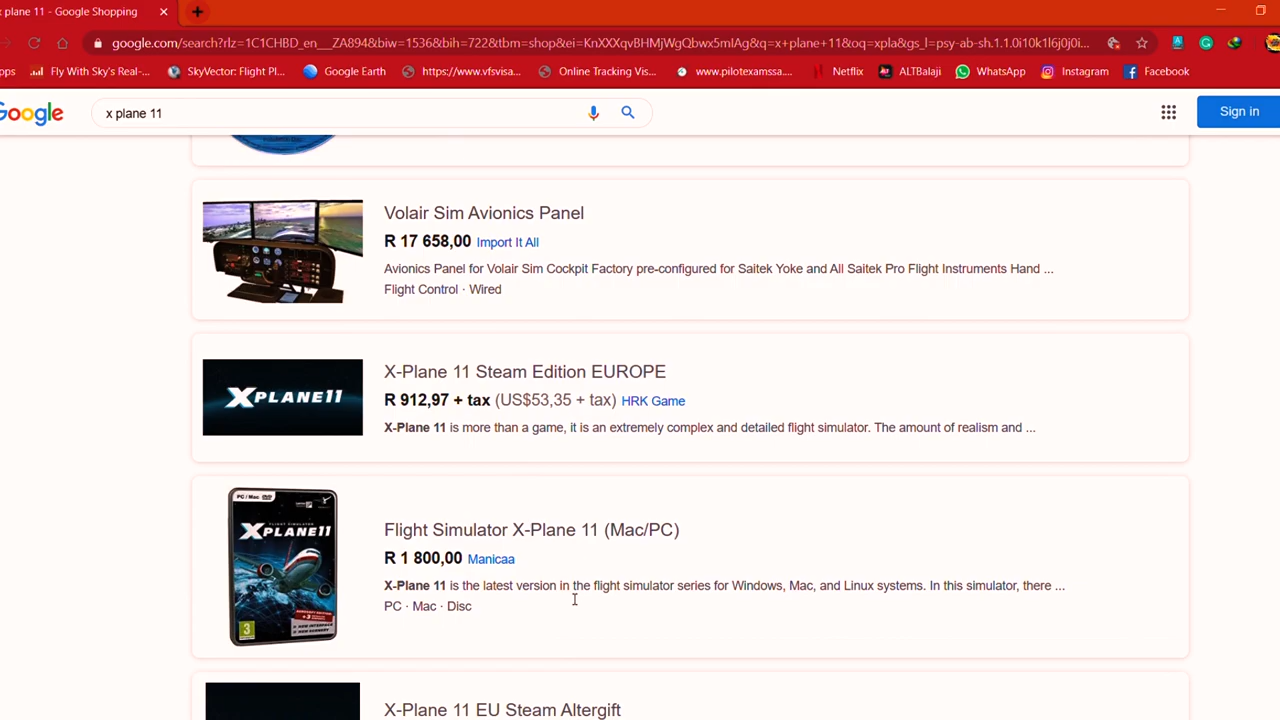 x plane 11 - Google Shopping
google.com/search?rlz=1C1CHBD_en___ZA894&biw=1536&bih=722&tbm=shop&ei=KnXXXqvBHMjWgQbwx5mIAg&q=x+plane+11&oq=xpla&gs_l=psy-ab-sh.1.1.0i10k1l6j0j0i...
pps Fly With Sky's Real-... SkyVector: Flight Pl... Google Earth https://www.vfsvisa... Online Tracking Vis... www.pilotexamssa.... Netflix ALTBalaji WhatsApp Instagram Facebook
Google x plane 11 Sign in
Volair Sim Avionics Panel
R 17 658,00 Import It All
Avionics Panel for Volair Sim Cockpit Factory pre-configured for Saitek Yoke and All Saitek Pro Flight Instruments Hand ...
Flight Control · Wired
X-Plane 11 Steam Edition EUROPE
XPLANE11
R 912,97 + tax (US$53,35 + tax) HRK Game
X-Plane 11 is more than a game, it is an extremely complex and detailed flight simulator. The amount of realism and ...
PC / Mac
FLIGHT SIMULATOR
XPLANE11
3
Flight Simulator X-Plane 11 (Mac/PC)
R 1 800,00 Manicaa
X-Plane 11 is the latest version in the flight simulator series for Windows, Mac, and Linux systems. In this simulator, there ...
PC · Mac · Disc
X-Plane 11 EU Steam Altergift